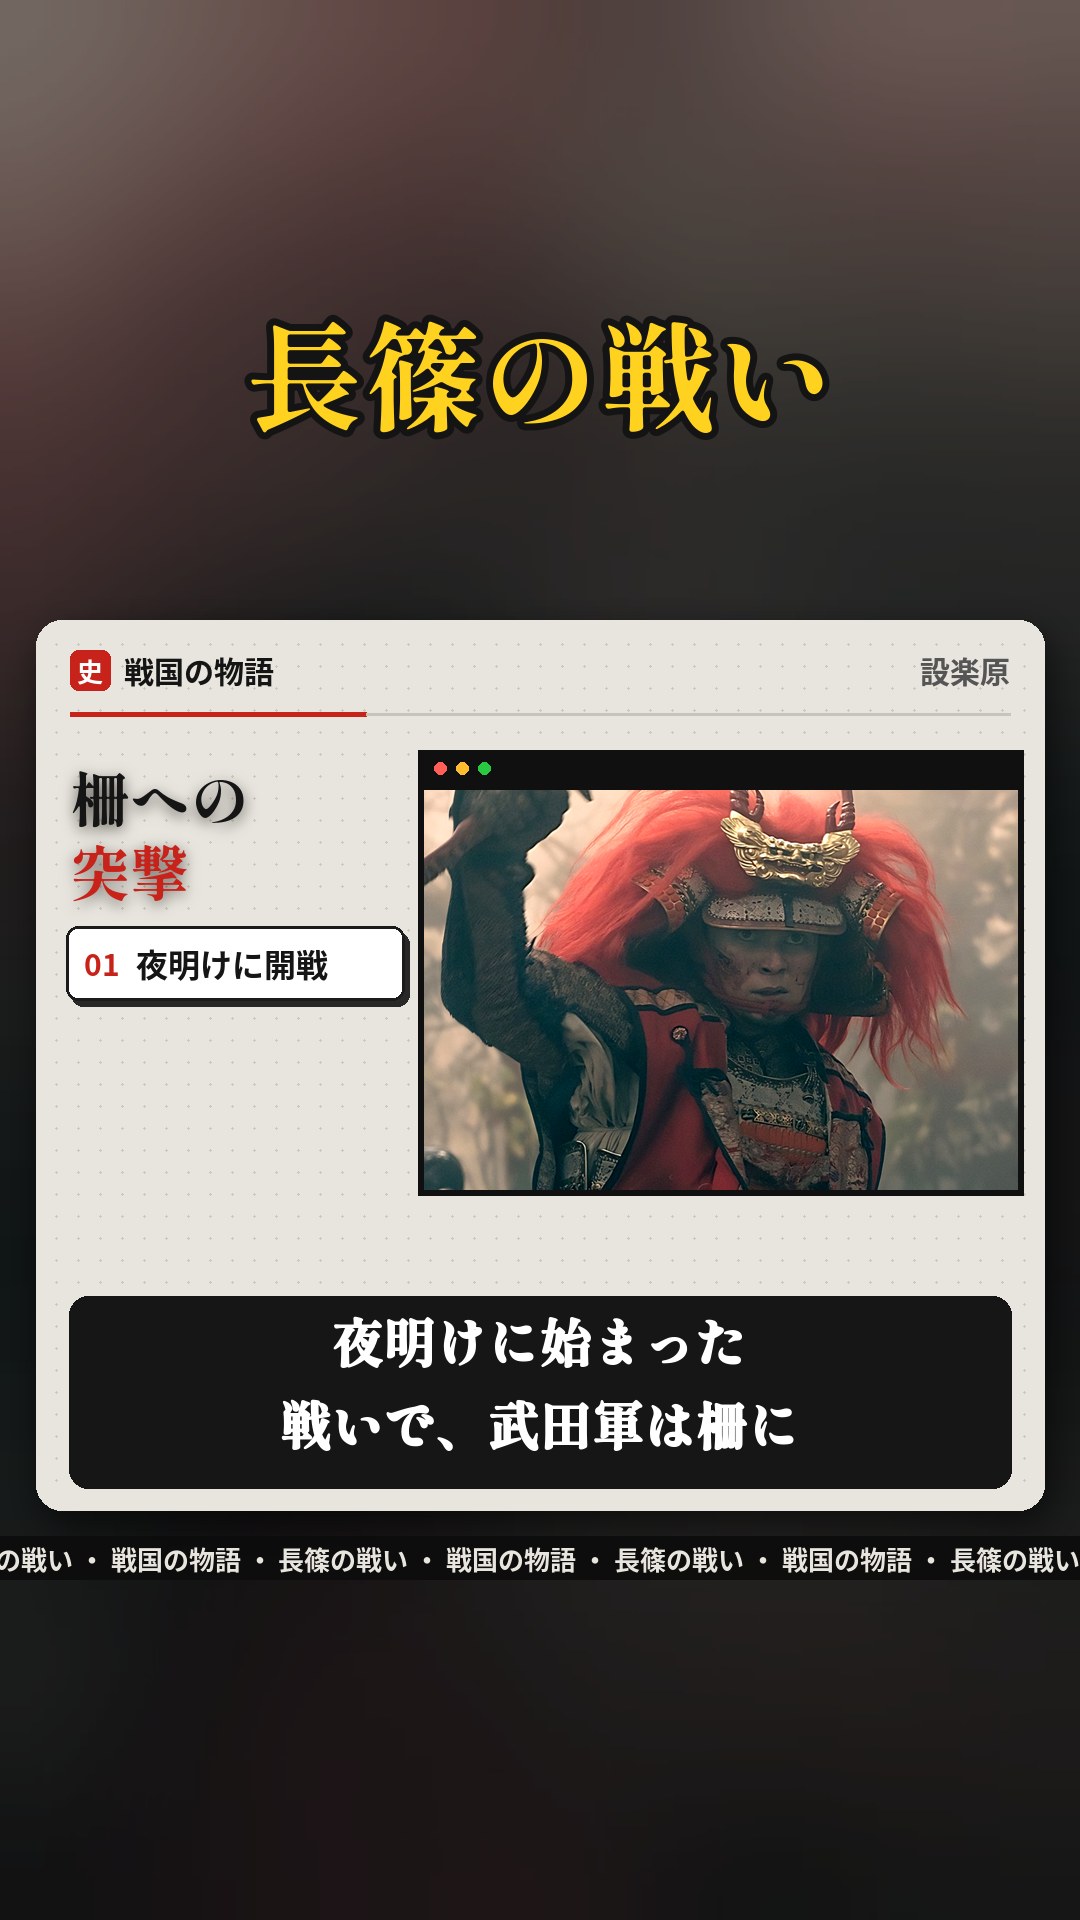 長篠の戦い
史 戦国の物語
設楽原
柵への
突撃
01 夜明けに開戦
夜明けに始まった
戦いで、武田軍は柵に
の戦い ・ 戦国の物語 ・ 長篠の戦い ・ 戦国の物語 ・ 長篠の戦い ・ 戦国の物語 ・ 長篠の戦い